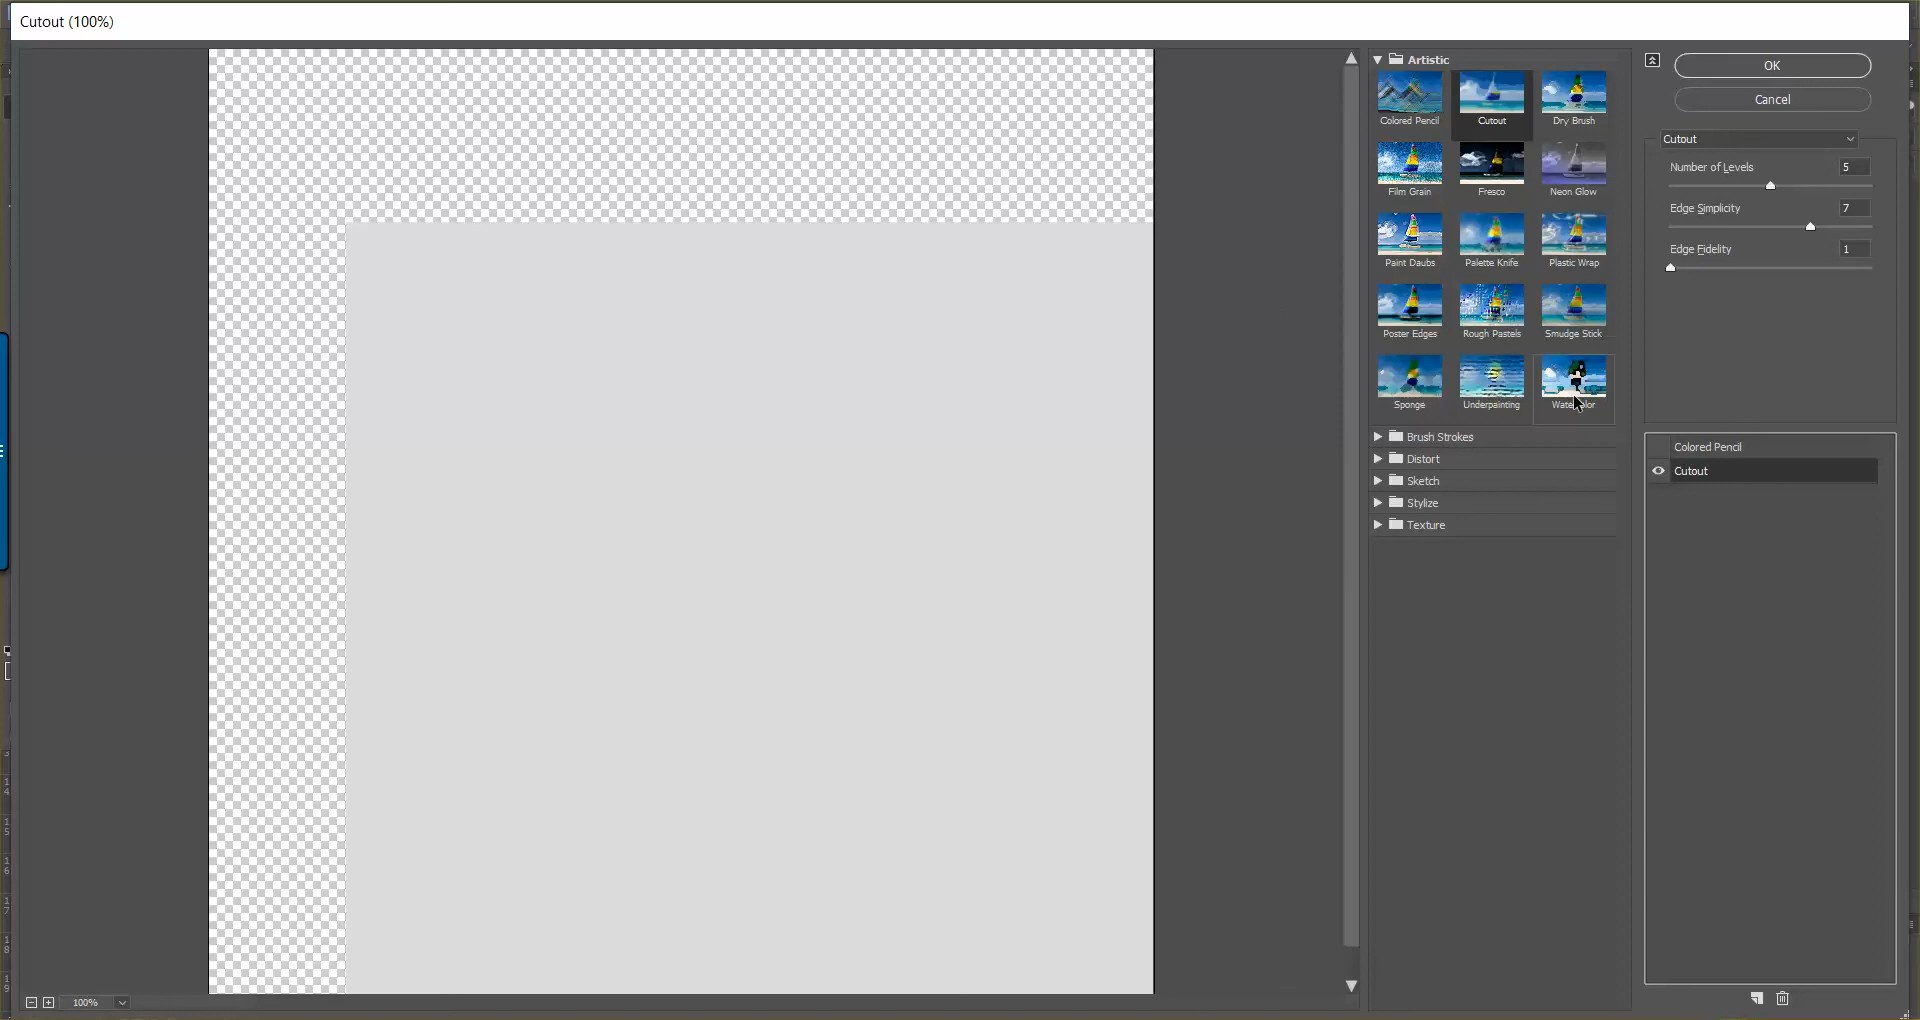 Cutout (100%)
Artistic
Colored Pencil
Cutout
Dry Brush
Film Grain
Fresco
Neon Glow
Paint Daubs
Palette Knife
Plastic Wrap
Poster Edges
Rough Pastels
Smudge Stick
Sponge
Underpainting
Watercolor
Brush Strokes
Distort
Sketch
Stylize
Texture
OK
Cancel
Cutout
Number of Levels 5
Edge Simplicity 7
Edge Fidelity 1
Colored Pencil
Cutout
100%